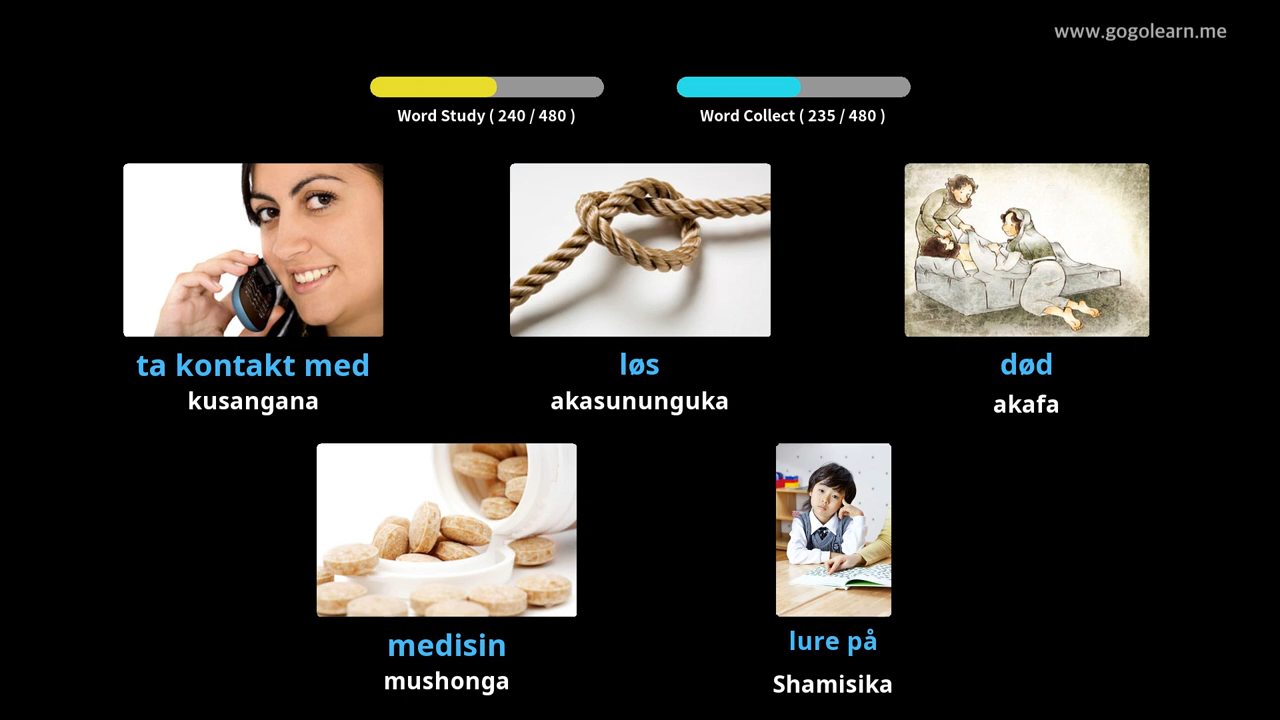 www.gogolearn.me
Word Study ( 240 / 480 )
Word Collect ( 235 / 480 )
ta kontakt med
kusangana
løs
akasununguka
død
akafa
medisin
mushonga
lure på
Shamisika